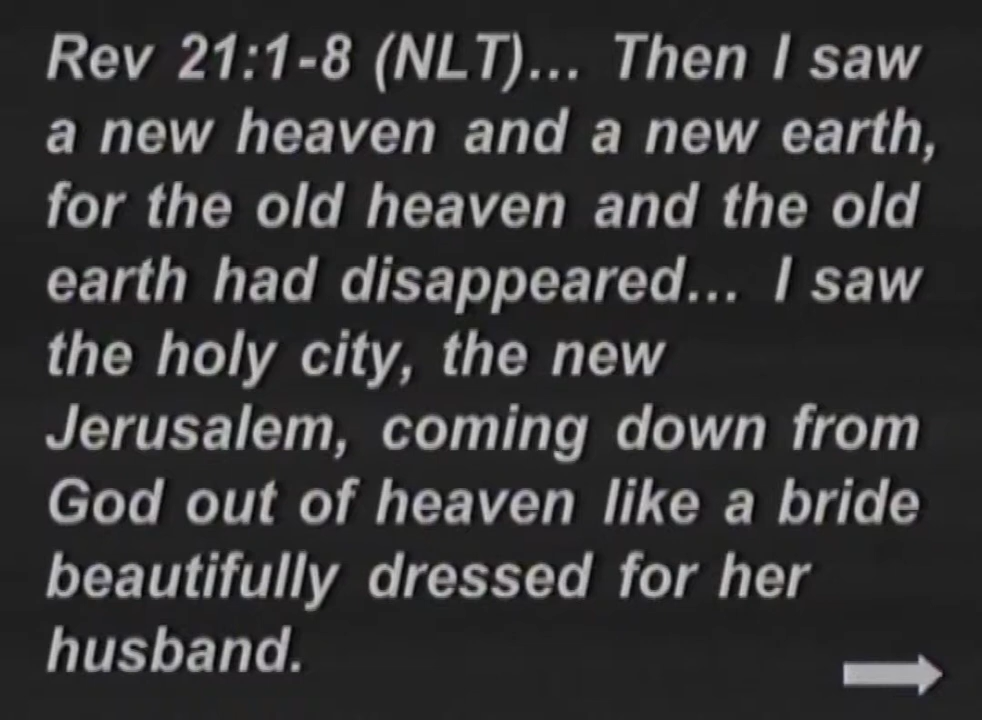 Rev 21:1-8 (NLT)... Then I saw
a new heaven and a new earth,
for the old heaven and the old
earth had disappeared... I saw
the holy city, the new
Jerusalem, coming down from
God out of heaven like a bride
beautifully dressed for her
husband.